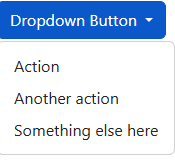 Dropdown Button
Action
Another action
Something else here